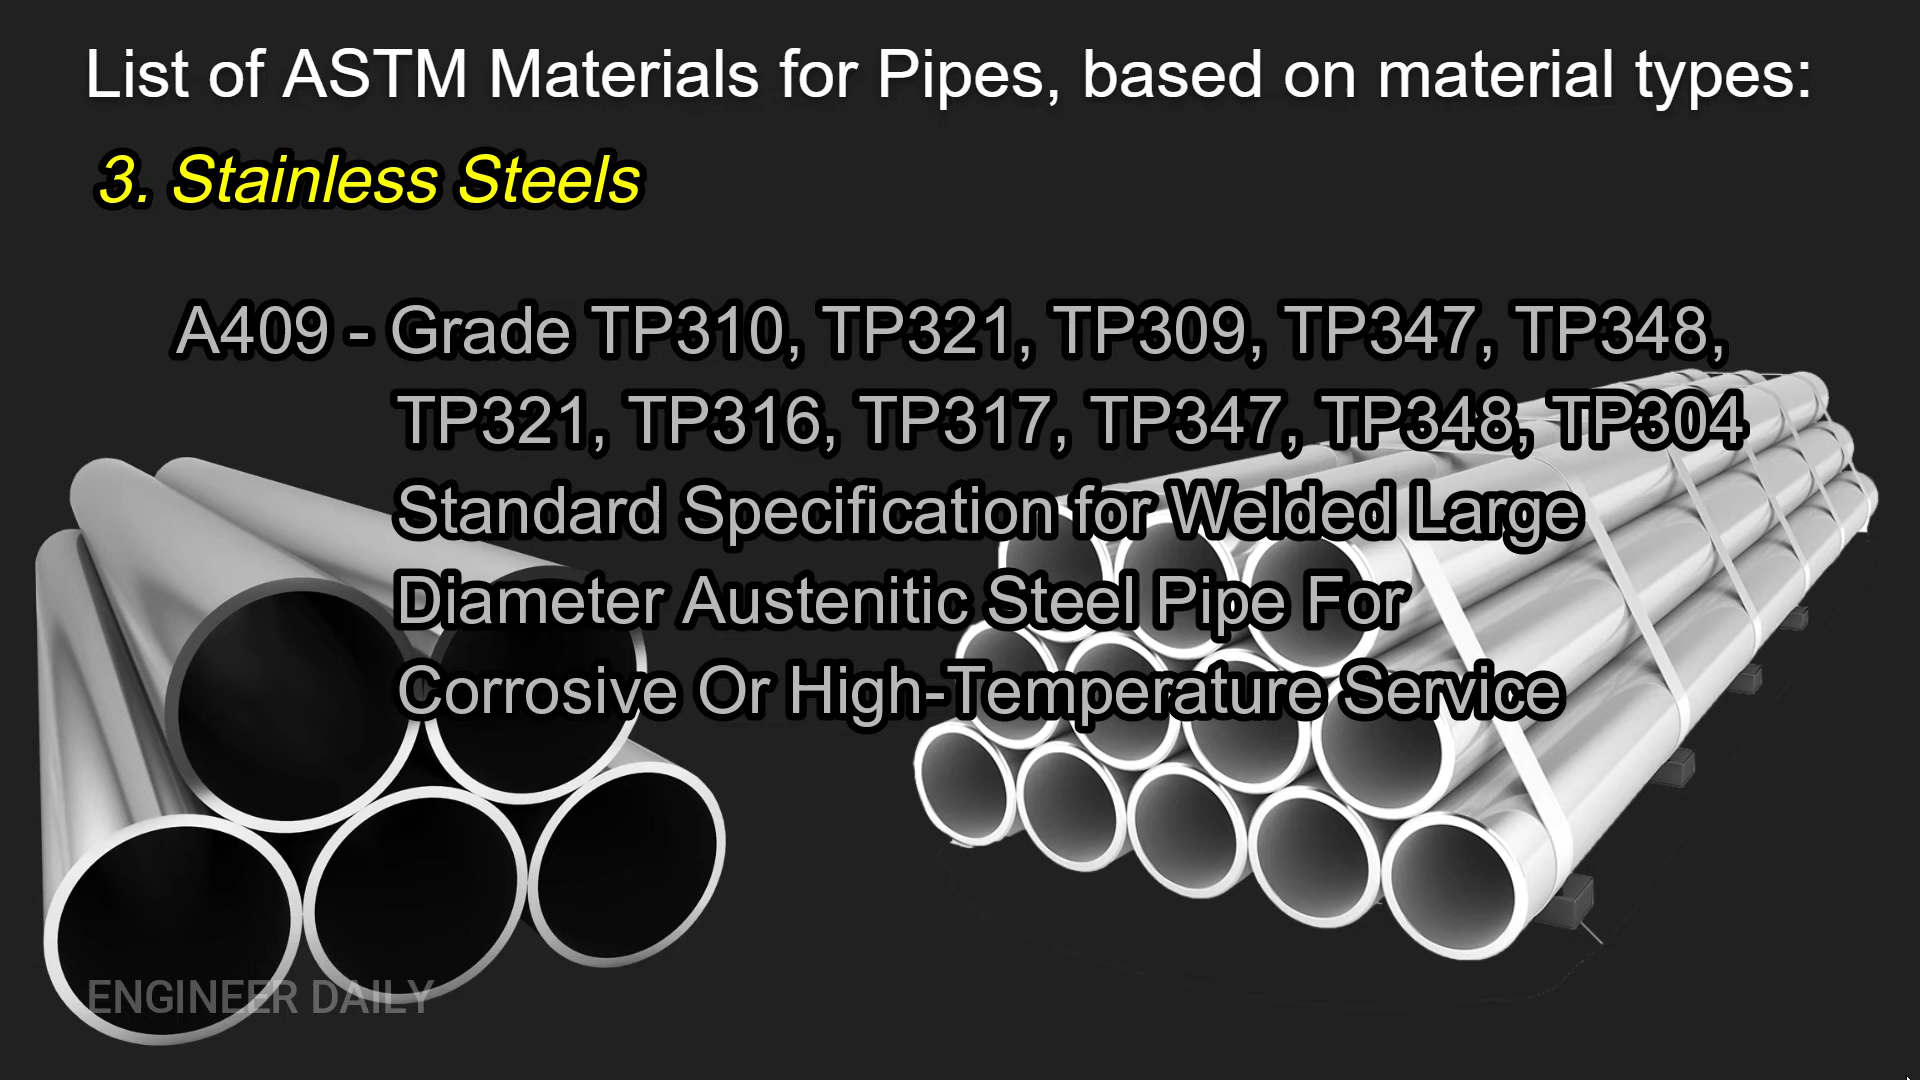 List of ASTM Materials for Pipes, based on material types:
3. Stainless Steels
A409 - Grade TP310, TP321, TP309, TP347, TP348,
TP321, TP316, TP317, TP347, TP348, TP304
Standard Specification for Welded Large
Diameter Austenitic Steel Pipe For
Corrosive Or High-Temperature Service
ENGINEER DAILY